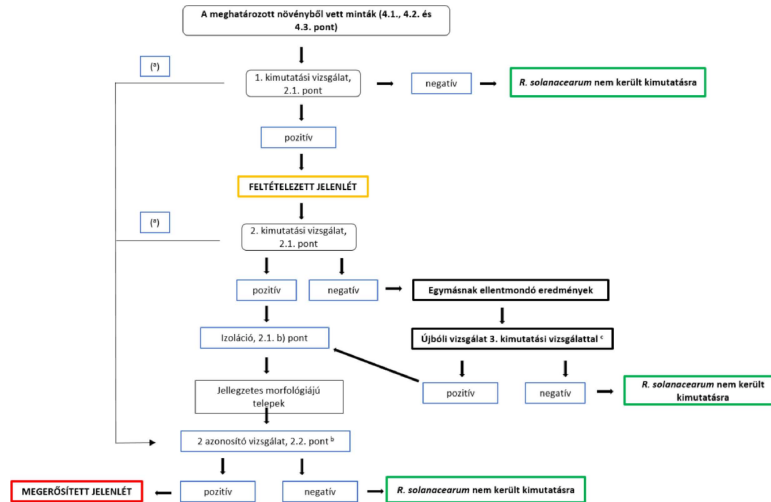 A meghatározott növényből vett minták (4.1., 4.2. és
4.3. pont)
(ᵃ)
1. kimutatási vizsgálat,
2.1. pont
negatív
R. solanacearum nem került kimutatásra
pozitív
FELTÉTELEZETT JELENLÉT
(ᵃ)
2. kimutatási vizsgálat,
2.1. pont
pozitív
negatív
Egymásnak ellentmondó eredmények
Izoláció, 2.1. b) pont
Újbóli vizsgálat 3. kimutatási vizsgálattal ᶜ
Jellegzetes morfológiájú
telepek
pozitív
negatív
R. solanacearum nem került
kimutatásra
2 azonosító vizsgálat, 2.2. pont ᵇ
MEGERŐSÍTETT JELENLÉT
pozitív
negatív
R. solanacearum nem került kimutatásra